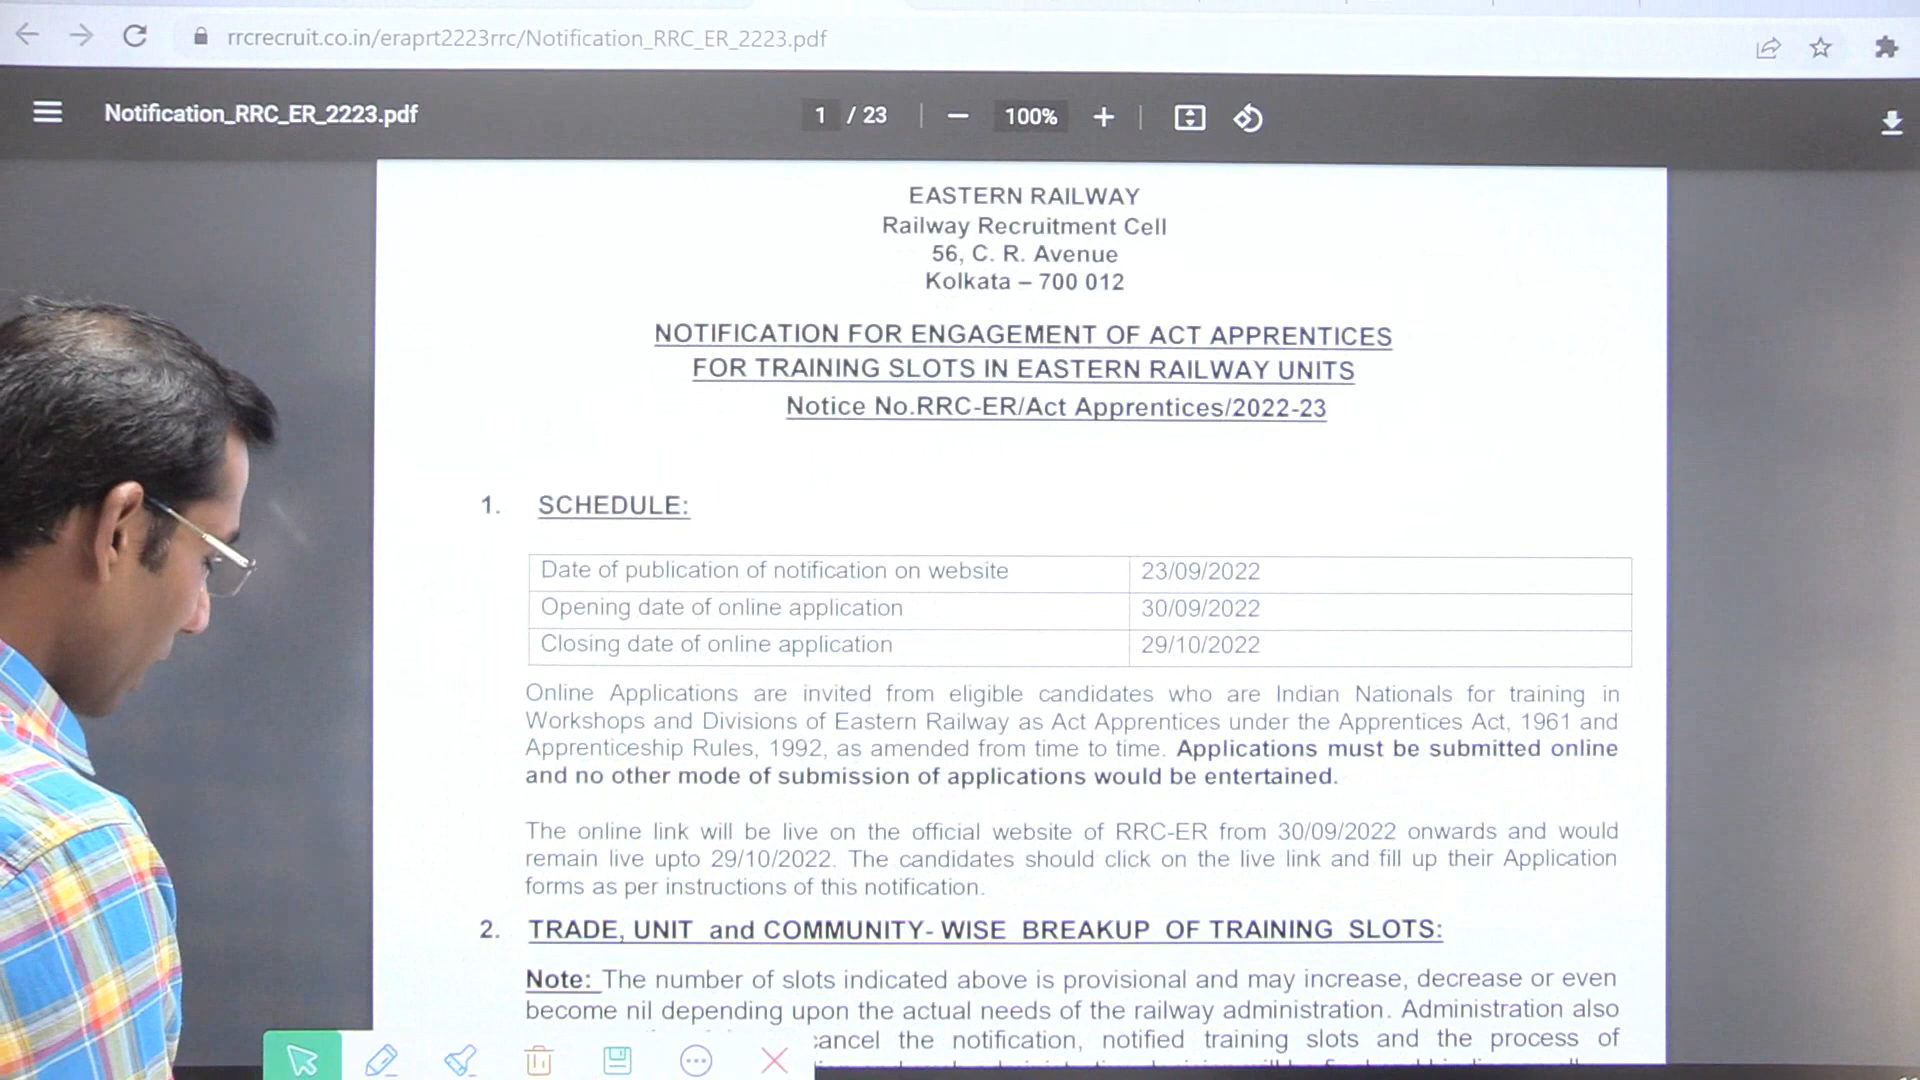 rrcrecruit.co.in/eraprt2223rrc/Notification_RRC_ER_2223.pdf
Notification_RRC_ER_2223.pdf
1 / 23
100%
EASTERN RAILWAY
Railway Recruitment Cell
56, C. R. Avenue
Kolkata – 700 012
NOTIFICATION FOR ENGAGEMENT OF ACT APPRENTICES
FOR TRAINING SLOTS IN EASTERN RAILWAY UNITS
Notice No.RRC-ER/Act Apprentices/2022-23
1. SCHEDULE:
Date of publication of notification on website 23/09/2022
Opening date of online application 30/09/2022
Closing date of online application 29/10/2022
Online Applications are invited from eligible candidates who are Indian Nationals for training in
Workshops and Divisions of Eastern Railway as Act Apprentices under the Apprentices Act, 1961 and
Apprenticeship Rules, 1992, as amended from time to time. Applications must be submitted online
and no other mode of submission of applications would be entertained.
The online link will be live on the official website of RRC-ER from 30/09/2022 onwards and would
remain live upto 29/10/2022. The candidates should click on the live link and fill up their Application
forms as per instructions of this notification.
2. TRADE, UNIT and COMMUNITY- WISE BREAKUP OF TRAINING SLOTS:
Note: The number of slots indicated above is provisional and may increase, decrease or even
become nil depending upon the actual needs of the railway administration. Administration also
the notification, notified training slots and the process of